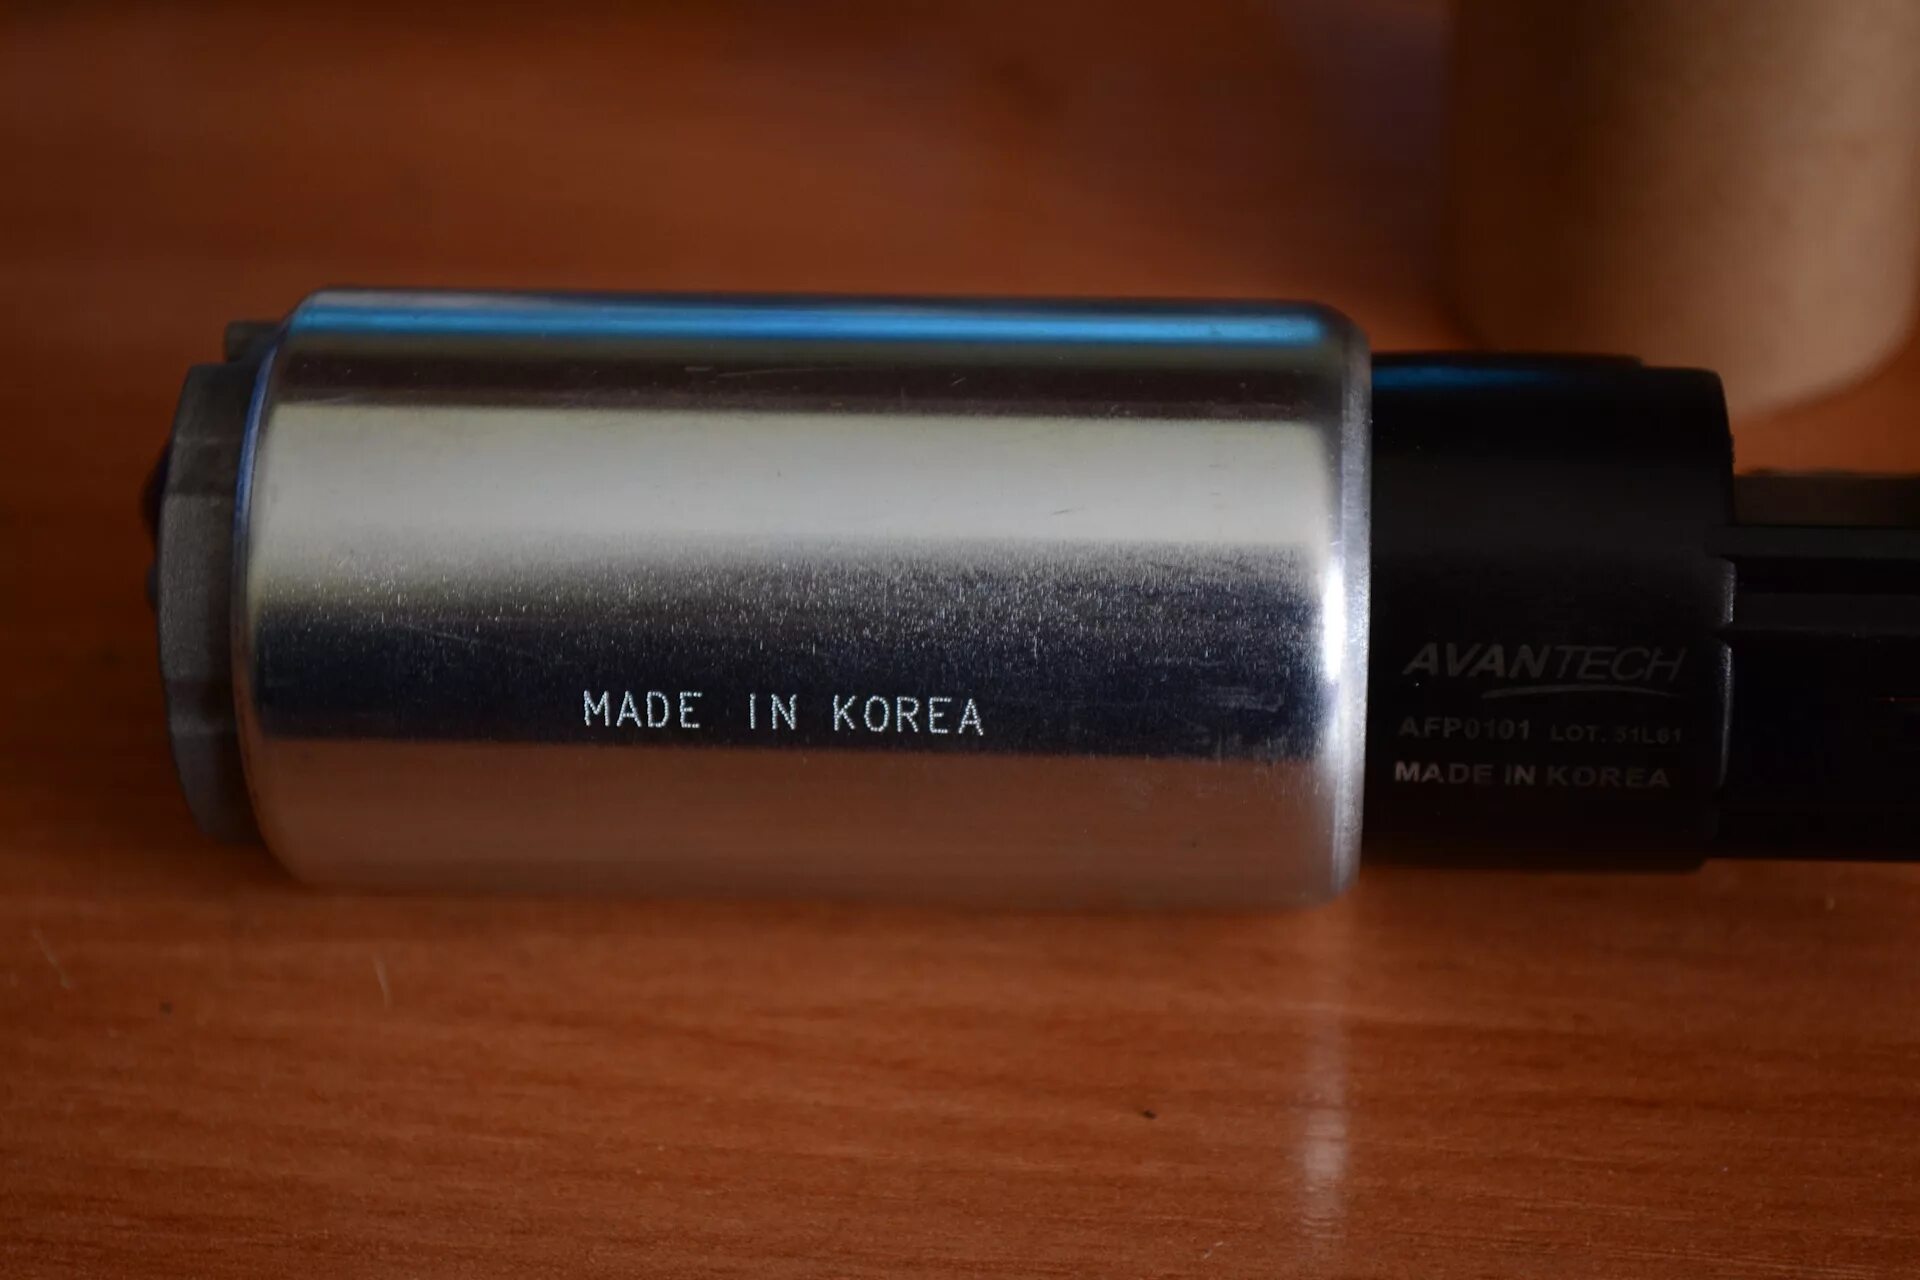 MADE IN KOREA
AVANTECH
AFP0101 LOT. 51L61
MADE IN KOREA